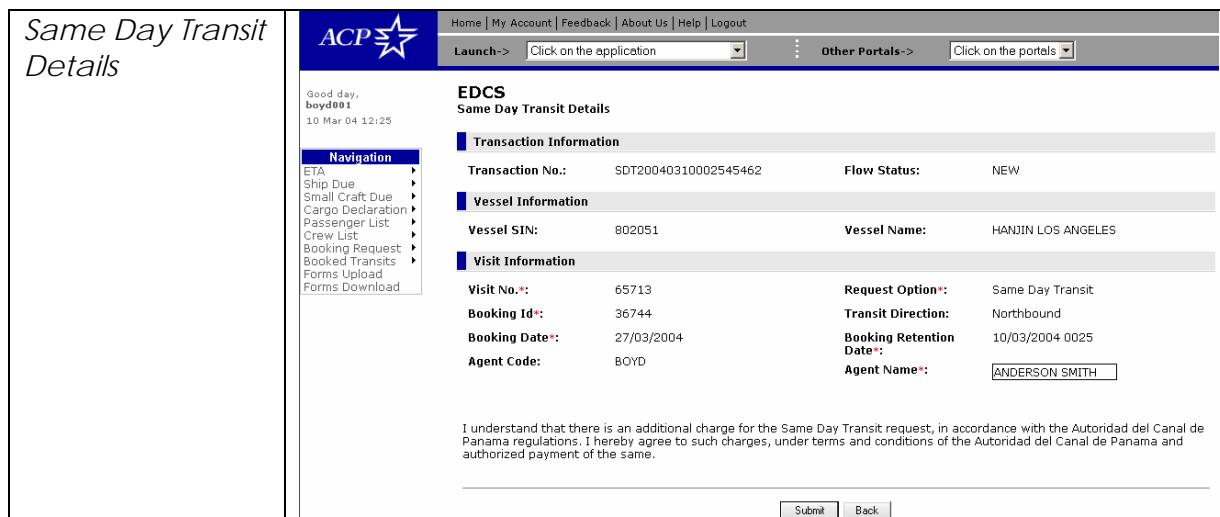 Same Day Transit
Details
ACP
Home | My Account | Feedback | About Us | Help | Logout
Launch-> Click on the application Other Portals-> Click on the portals
Good day,
boyd001
10 Mar 04 12:25
Navigation
ETA
Ship Due
Small Craft Due
Cargo Declaration
Passenger List
Crew List
Booking Request
Booked Transits
Forms Upload
Forms Download
EDCS
Same Day Transit Details
Transaction Information
Transaction No.: SDT20040310002545462 Flow Status: NEW
Vessel Information
Vessel SIN: 802051 Vessel Name: HANJIN LOS ANGELES
Visit Information
Visit No.*: 65713 Request Option*: Same Day Transit
Booking Id*: 36744 Transit Direction: Northbound
Booking Date*: 27/03/2004 Booking Retention 10/03/2004 0025
Date*:
Agent Code: BOYD Agent Name*: ANDERSON SMITH
I understand that there is an additional charge for the Same Day Transit request, in accordance with the Autoridad del Canal de
Panama regulations. I hereby agree to such charges, under terms and conditions of the Autoridad del Canal de Panama and
authorized payment of the same.
Submit Back